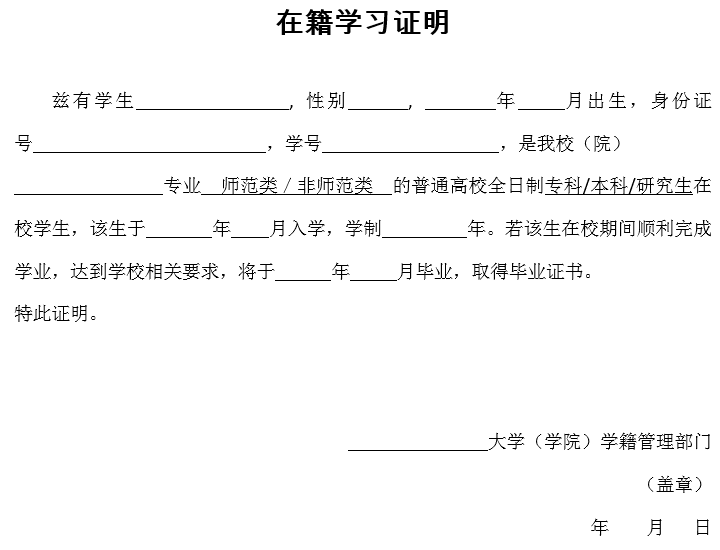 在籍学习证明
兹有学生________________, 性别______, _______年_____月出生，身份证
号_________________________，学号___________________，是我校（院）
________________专业__师范类 / 非师范类__的普通高校全日制专科/本科/研究生在
校学生，该生于_______年____月入学，学制_________年。若该生在校期间顺利完成
学业，达到学校相关要求，将于______年_____月毕业，取得毕业证书。
特此证明。
_______________大学（学院）学籍管理部门
（盖章）
年 月 日